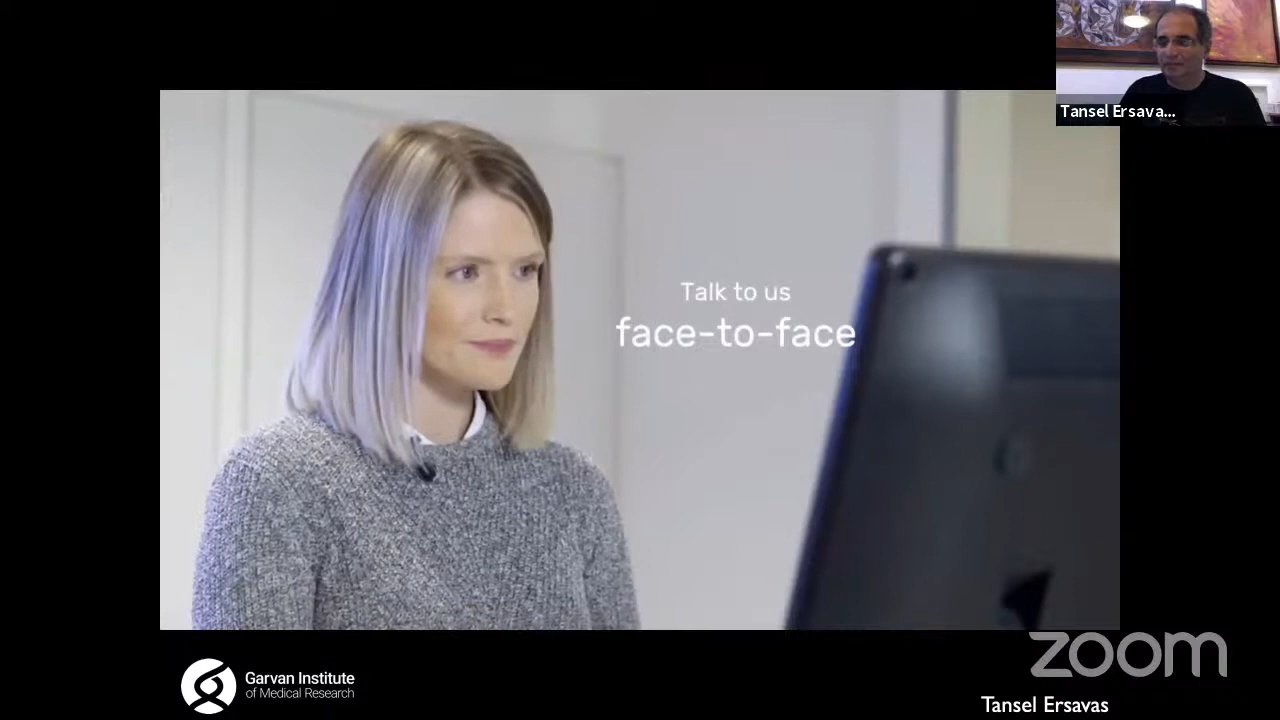 Tansel Ersava...
Talk to us
face-to-face
Garvan Institute
of Medical Research
zoom
Tansel Ersavas